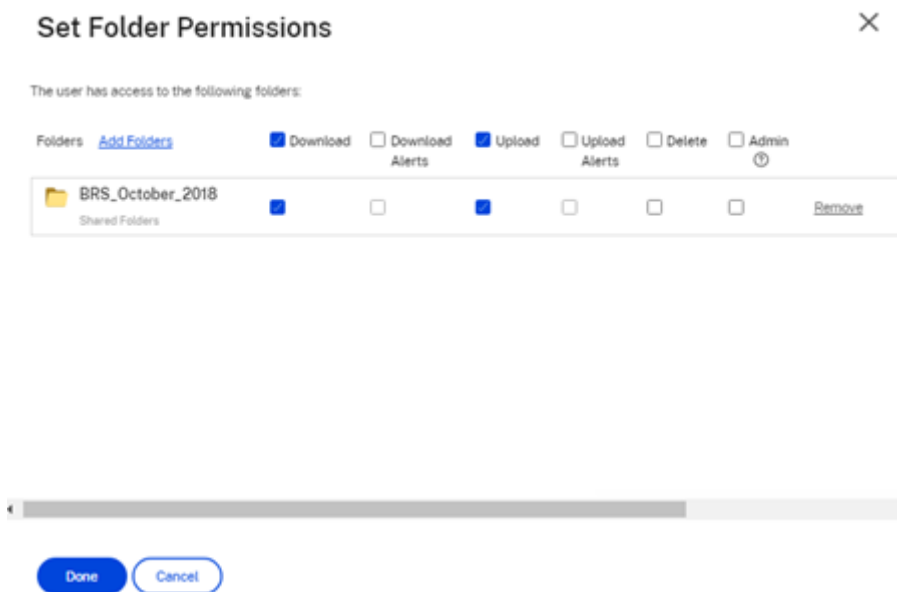 Set Folder Permissions
The user has access to the following folders:
Folders Add Folders Download Download Alerts Upload Upload Alerts Delete Admin
BRS_October_2018
Shared Folders
Remove
Done Cancel